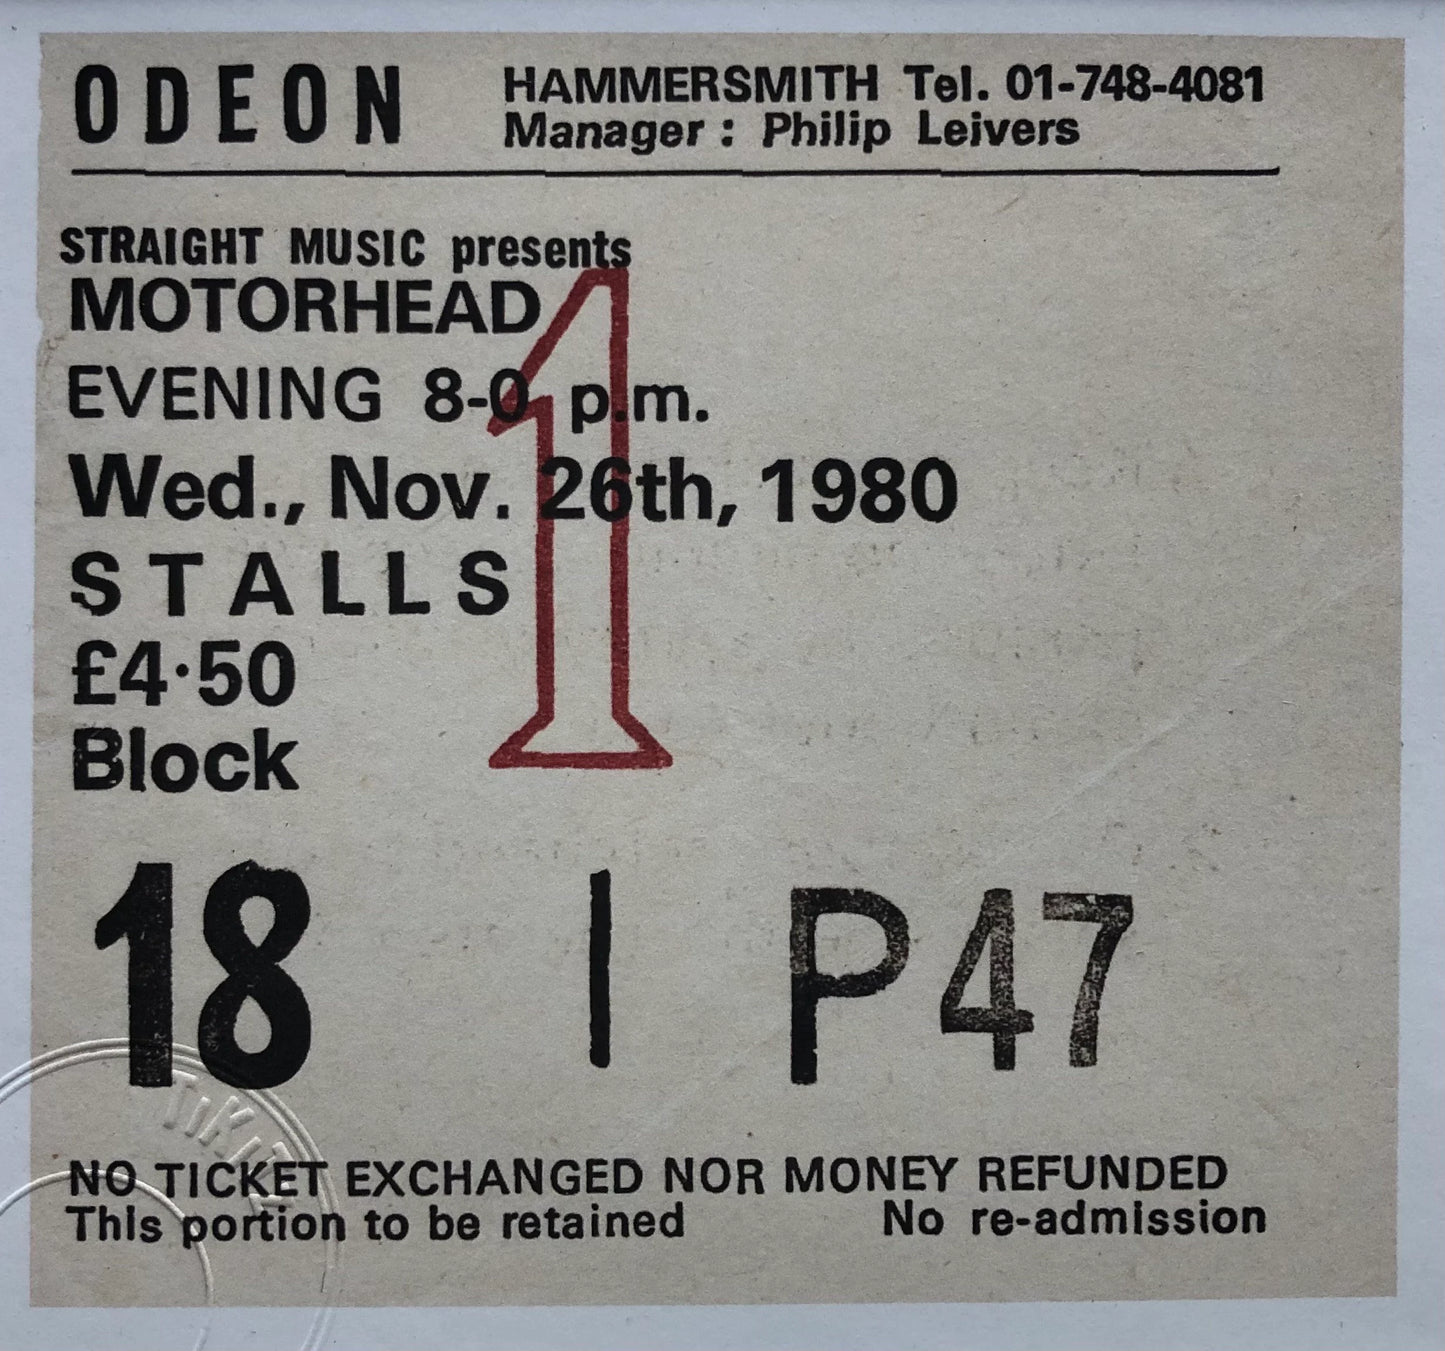 ODEON
HAMMERSMITH Tel. 01-748-4081
Manager : Philip Leivers
STRAIGHT MUSIC presents
MOTORHEAD
EVENING 8-0 p.m.
Wed., Nov. 26th, 1980
STALLS
£4·50
Block
1
18 | P47
NO TICKET EXCHANGED NOR MONEY REFUNDED
This portion to be retained No re-admission